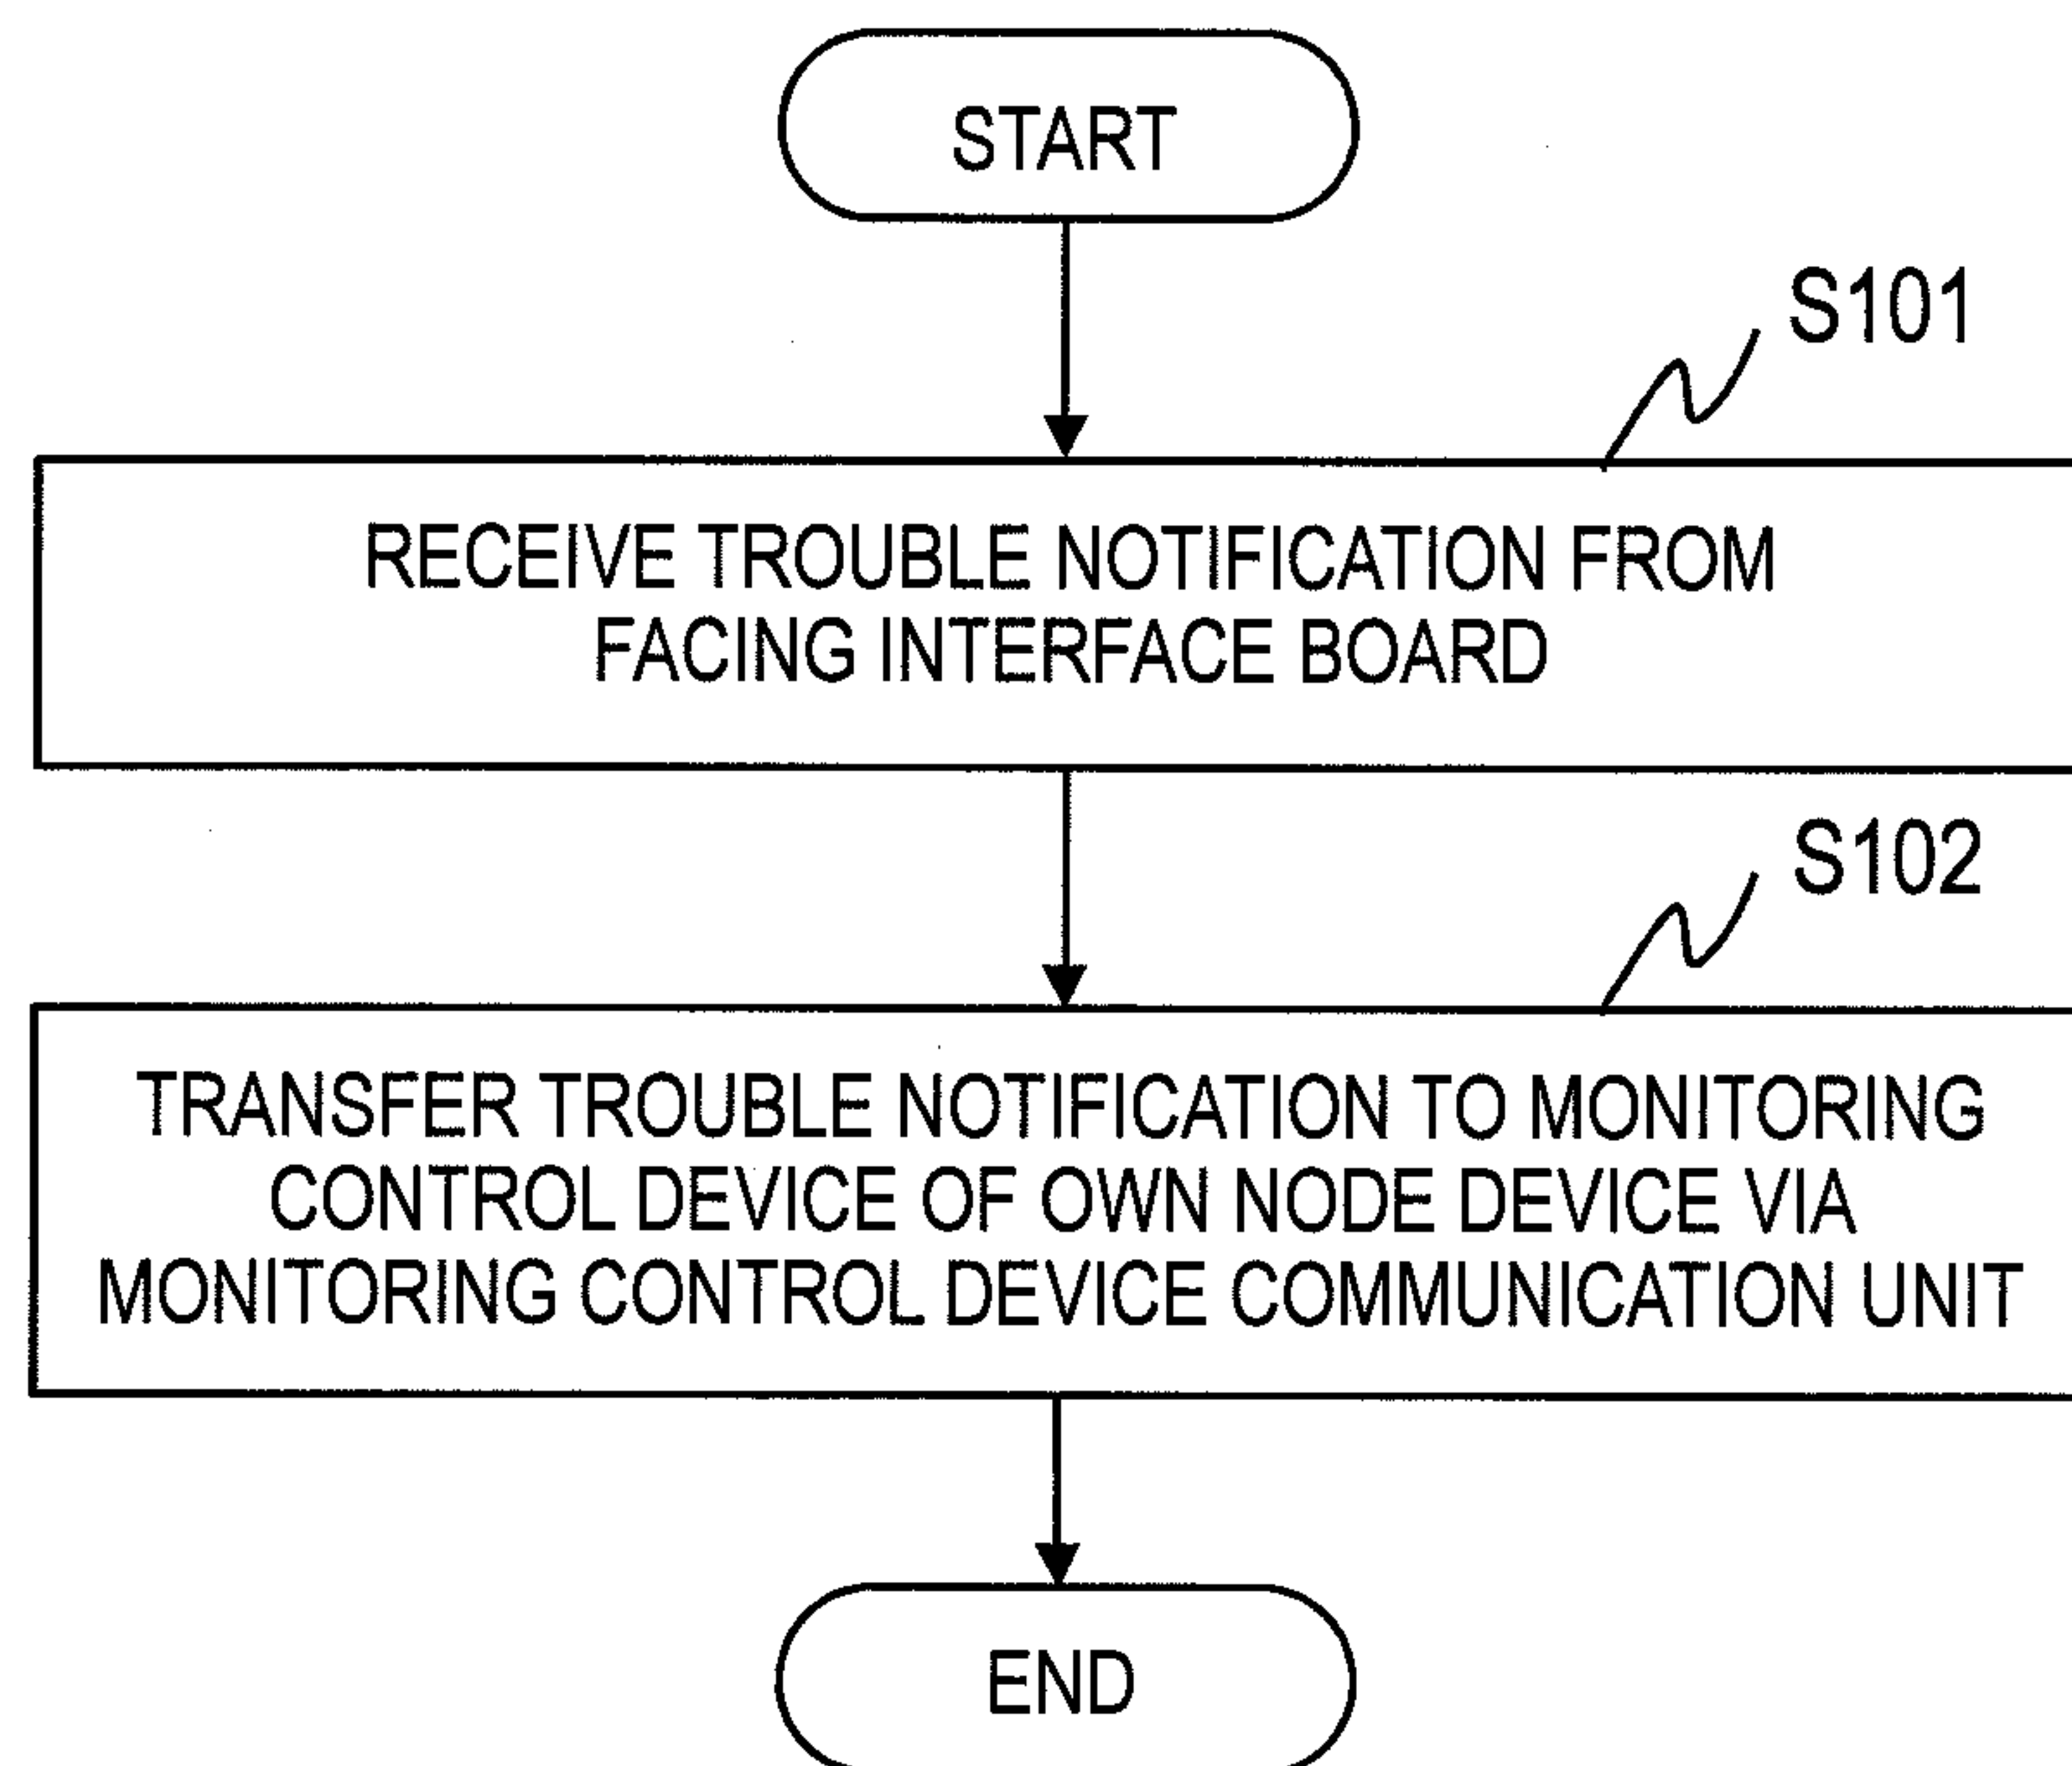 START
S101
RECEIVE TROUBLE NOTIFICATION FROM
FACING INTERFACE BOARD
S102
TRANSFER TROUBLE NOTIFICATION TO MONITORING
CONTROL DEVICE OF OWN NODE DEVICE VIA
MONITORING CONTROL DEVICE COMMUNICATION UNIT
END